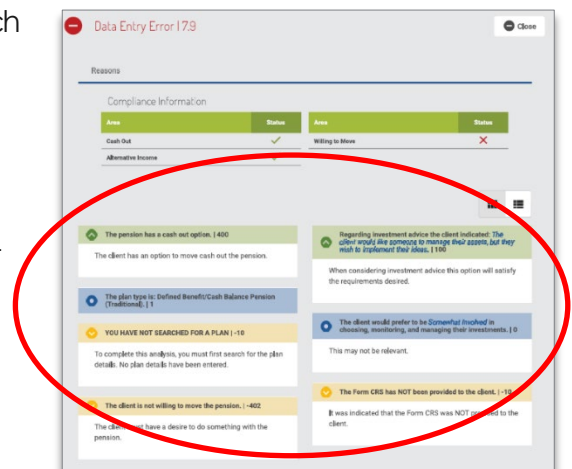 ch
Data Entry Error | 7.9
Close
Reasons
Compliance Information
Area Status
Cash Out
Alternative Income
Area Status
Willing to Move
The pension has a cash out option. | 400
The client has an option to move cash out the pension.
The plan type is: Defined Benefit/Cash Balance Pension
(Traditional). | 1
YOU HAVE NOT SEARCHED FOR A PLAN | -10
To complete this analysis, you must first search for the plan
details. No plan details have been entered.
The client is not willing to move the pension. | -402
The client must have a desire to do something with the
pension.
Regarding investment advice the client indicated: The
client would like someone to manage their assets, but they
wish to implement their ideas. | 100
When considering investment advice this option will satisfy
the requirements desired.
The client would prefer to be Somewhat Involved in
choosing, monitoring, and managing their investments. | 0
This may not be relevant.
The Form CRS has NOT been provided to the client. | -10
It was indicated that the Form CRS was NOT provided to the
client.